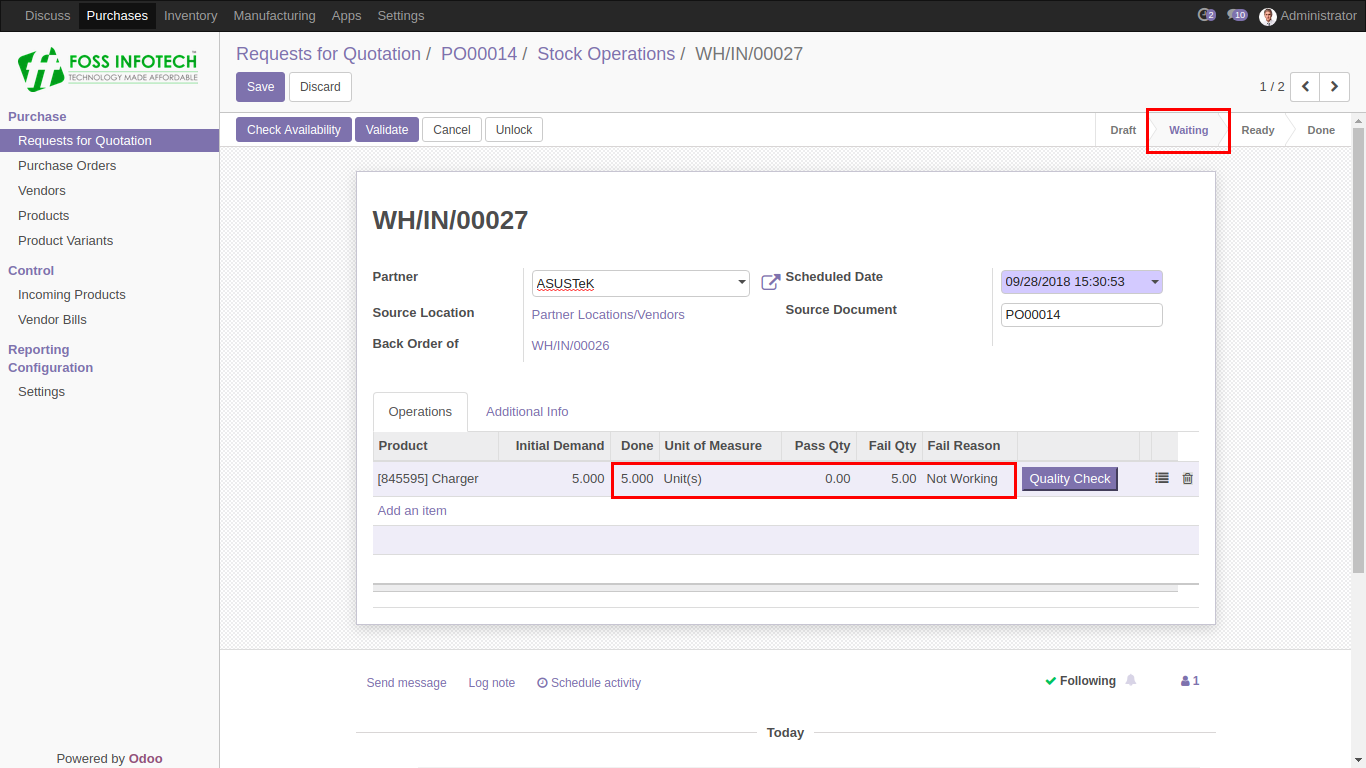 Discuss Purchases Inventory Manufacturing Apps Settings 2 10 Administrator
FOSS INFOTECH
TECHNOLOGY MADE AFFORDABLE
Requests for Quotation / PO00014 / Stock Operations / WH/IN/00027
Save Discard 1 / 2
Purchase
Requests for Quotation
Purchase Orders
Vendors
Products
Product Variants
Control
Incoming Products
Vendor Bills
Reporting
Configuration
Settings
Powered by Odoo
Check Availability Validate Cancel Unlock Draft Waiting Ready Done
WH/IN/00027
Partner ASUSTeK Scheduled Date 09/28/2018 15:30:53
Source Location Partner Locations/Vendors Source Document PO00014
Back Order of WH/IN/00026
Operations Additional Info
Product Initial Demand Done Unit of Measure Pass Qty Fail Qty Fail Reason
[845595] Charger 5.000 5.000 Unit(s) 0.00 5.00 Not Working Quality Check
Add an item
Send message Log note Schedule activity Following 1
Today